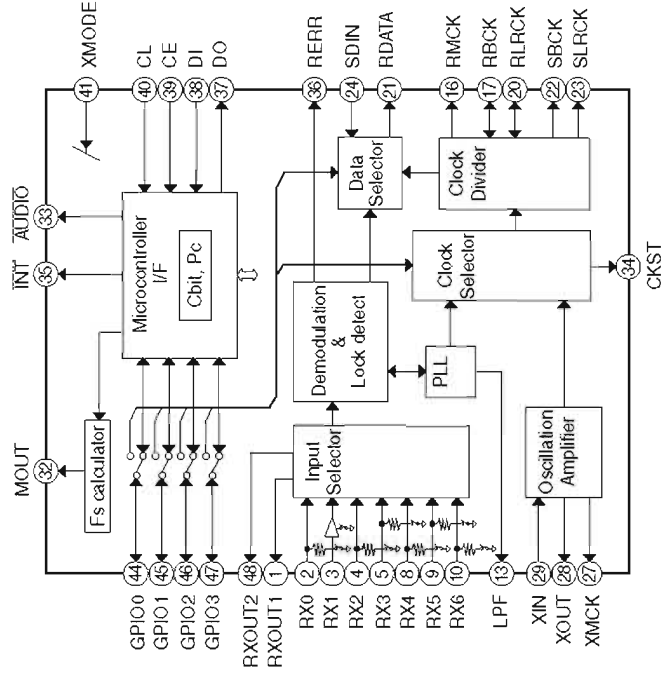 MOUT
INT
AUDIO
32
35
33
41
XMODE
Fs calculator
Microcontroller
I/F
Cbit, Pc
40
CL
39
CE
38
DI
37
DO
44
GPIO0
45
GPIO1
46
GPIO2
47
GPIO3
48
RXOUT2
1
RXOUT1
2
RX0
3
RX1
4
RX2
5
RX3
8
RX4
9
RX5
10
RX6
13
LPF
29
XIN
28
XOUT
27
XMCK
Input
Selector
Demodulation
&
Lock detect
PLL
Oscillation
Amplifier
Data
Selector
Clock
Selector
Clock
Divider
36
RERR
24
SDIN
21
RDATA
16
RMCK
17
RBCK
20
RLRCK
22
SBCK
23
SLRCK
34
CKST